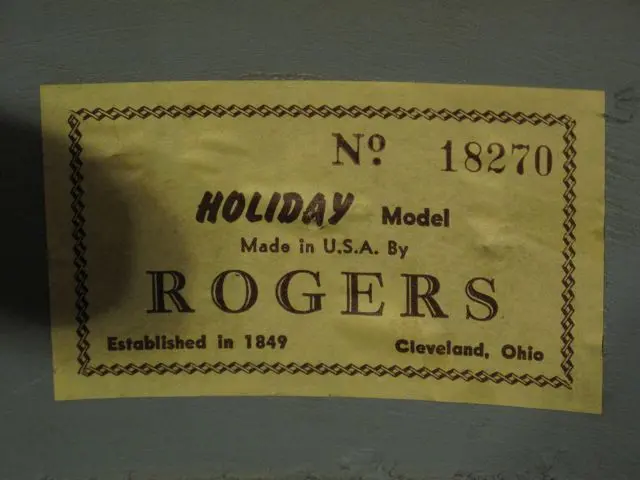 Nº 18270
HOLIDAY Model
Made in U.S.A. By
ROGERS
Established in 1849 Cleveland, Ohio